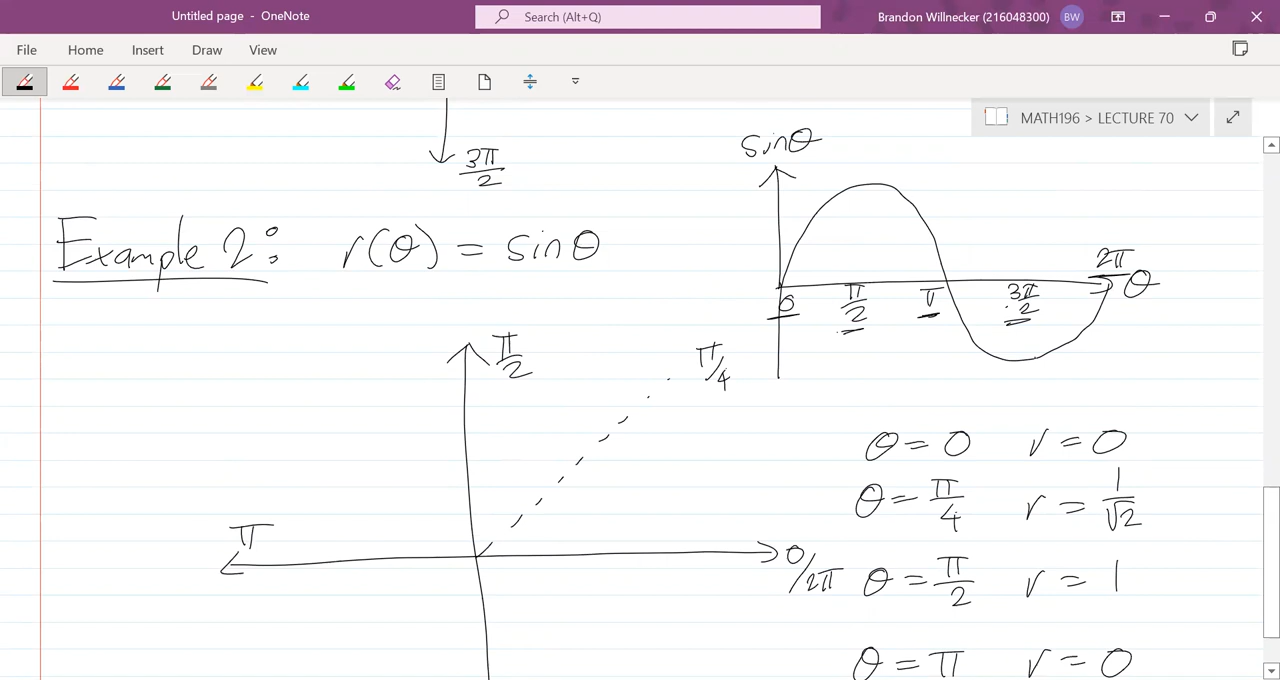 Untitled page - OneNote
Search (Alt+Q)
Brandon Willnecker (216048300)
BW
File Home Insert Draw View
MATH196 > LECTURE 70
3π/2
sinθ
Example 2: r(θ) = sinθ
0 π/2 π 3π/2 2π θ
π/2
π/4
π
0/2π
θ = 0 r = 0
θ = π/4 r = 1/√2
θ = π/2 r = 1
θ = π r = 0